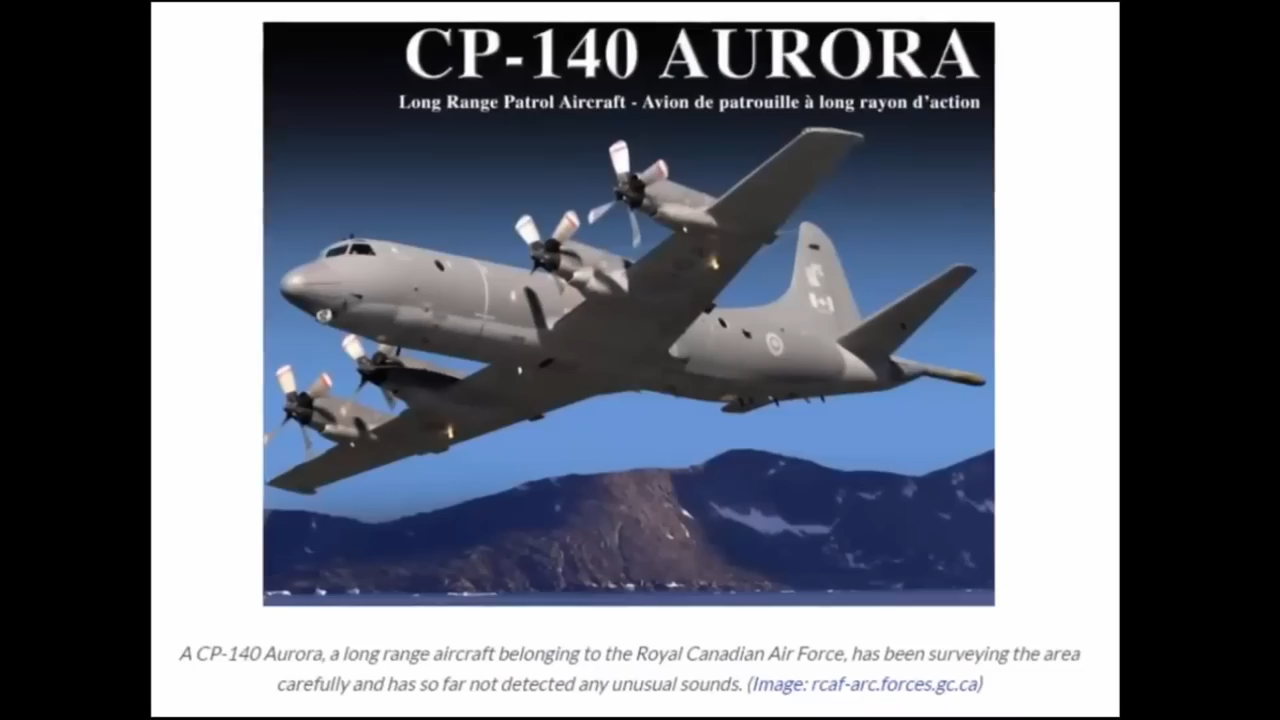 CP-140 AURORA
Long Range Patrol Aircraft - Avion de patrouille à long rayon d'action
A CP-140 Aurora, a long range aircraft belonging to the Royal Canadian Air Force, has been surveying the area
carefully and has so far not detected any unusual sounds. (Image: rcaf-arc.forces.gc.ca)